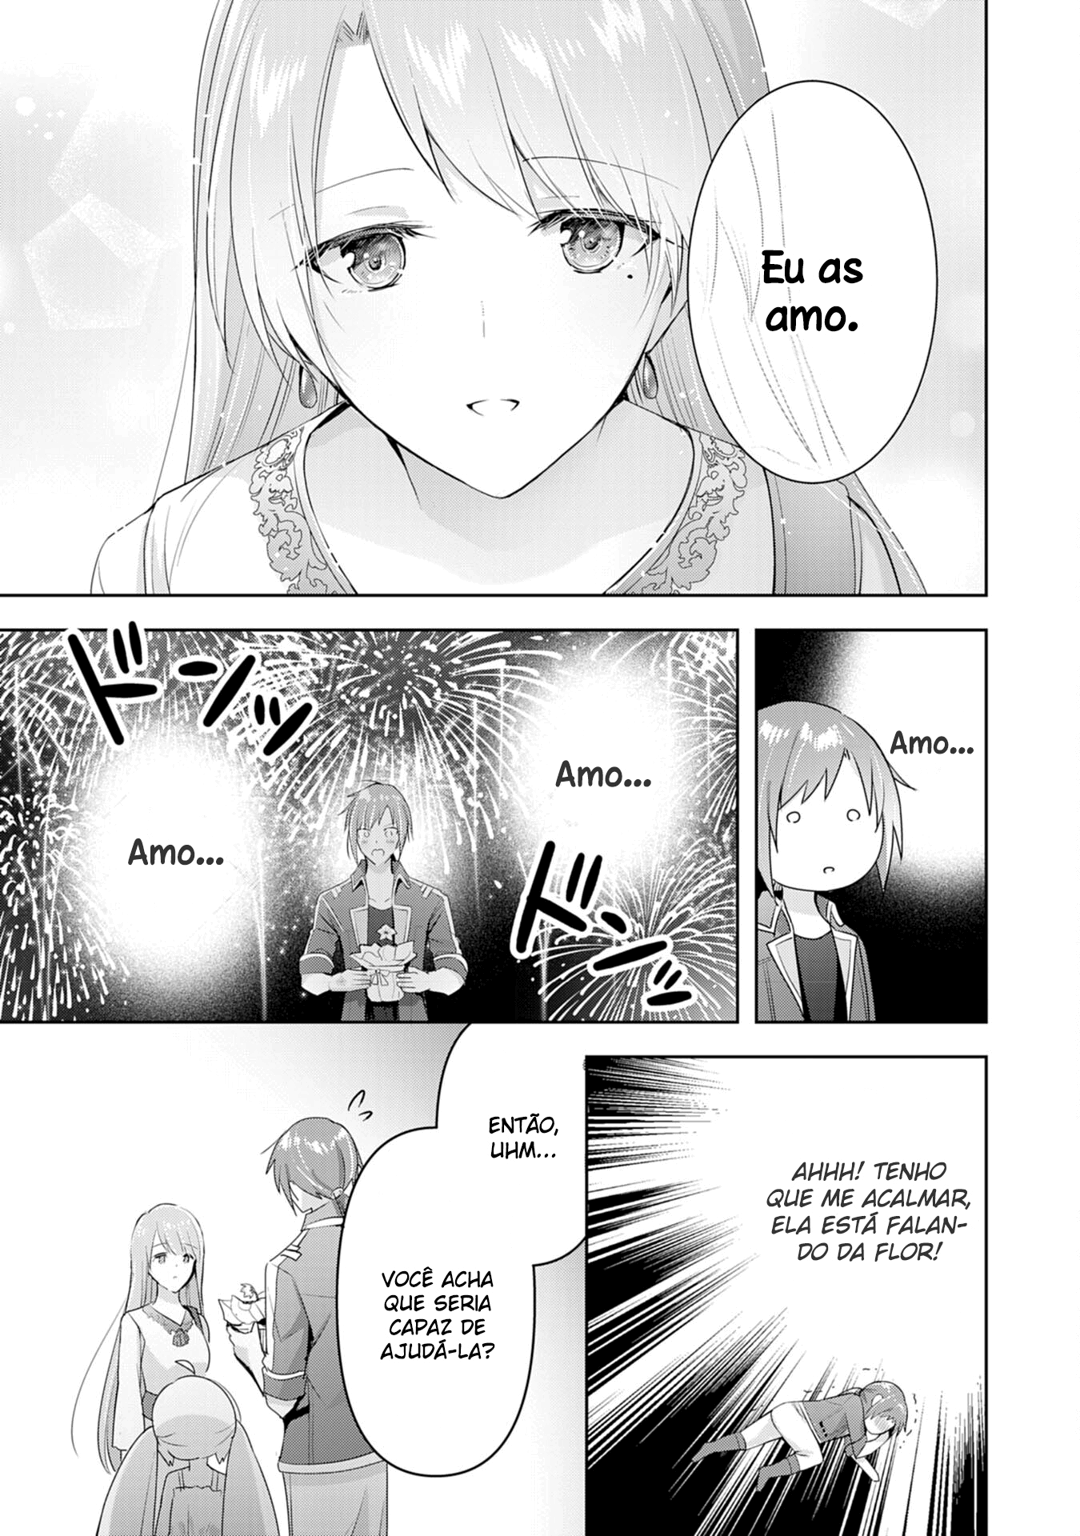 Eu as
amo.
Amo...
Amo...
Amo...
ドンッ
ドンッ
AHHH! TENHO
QUE ME ACALMAR,
ELA ESTÁ FALAN-
DO DA FLOR!
ENTÃO,
UHM...
VOCÊ ACHA
QUE SERIA
CAPAZ DE
AJUDÁ-LA?